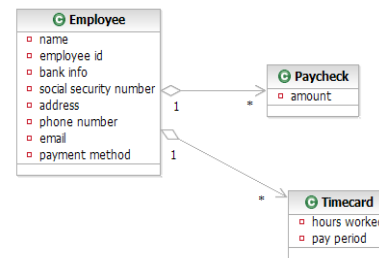 C Employee
name
employee id
bank info
social security number
address
phone number
email
payment method
1
*
C Paycheck
amount
1
*
C Timecard
hours worked
pay period